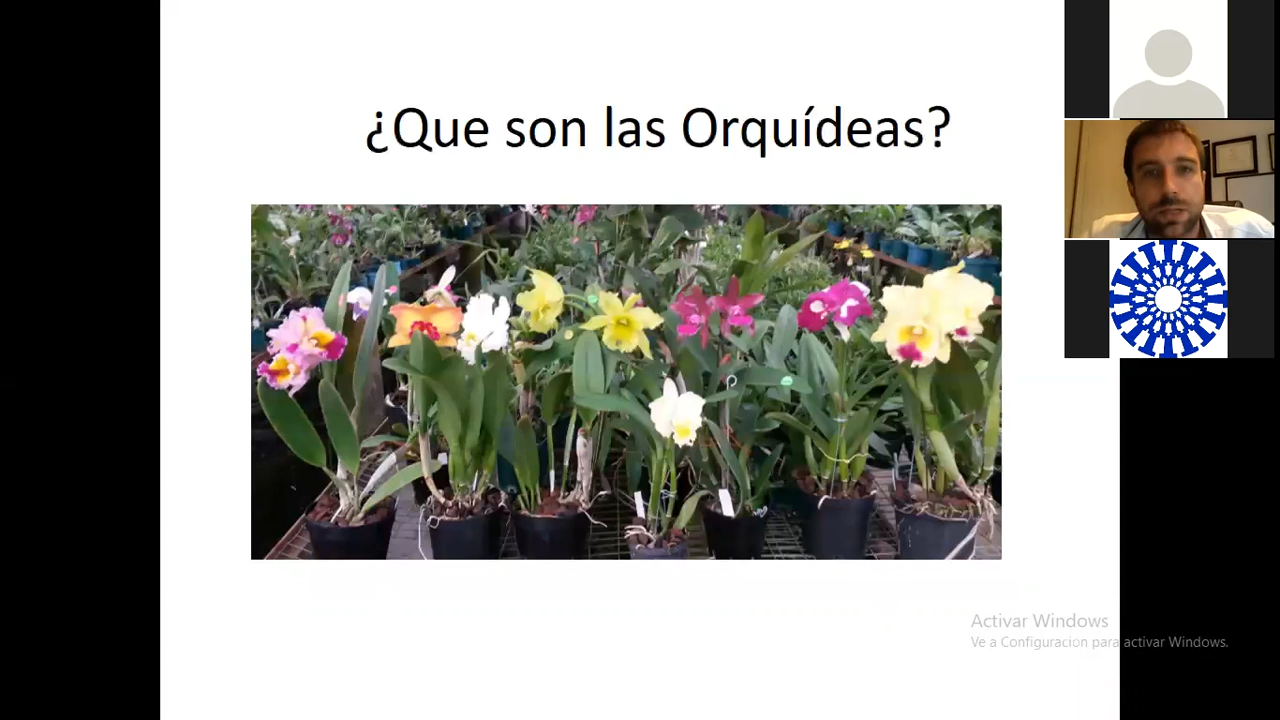 ¿Que son las Orquídeas?
Activar Windows
Ve a Configuracion para activar Windows.